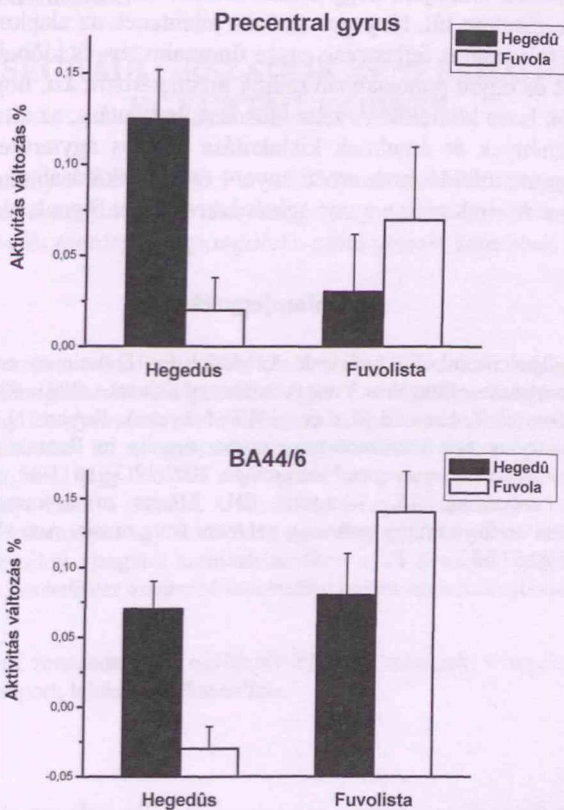 Precentral gyrus
Hegedû
Fuvola
Aktivitás változás %
0,15
0,10
0,05
0,00
Hegedûs
Fuvolista
BA44/6
Hegedû
Fuvola
Aktivitás változás %
0,15
0,10
0,05
0,00
-0,05
Hegedûs
Fuvolista